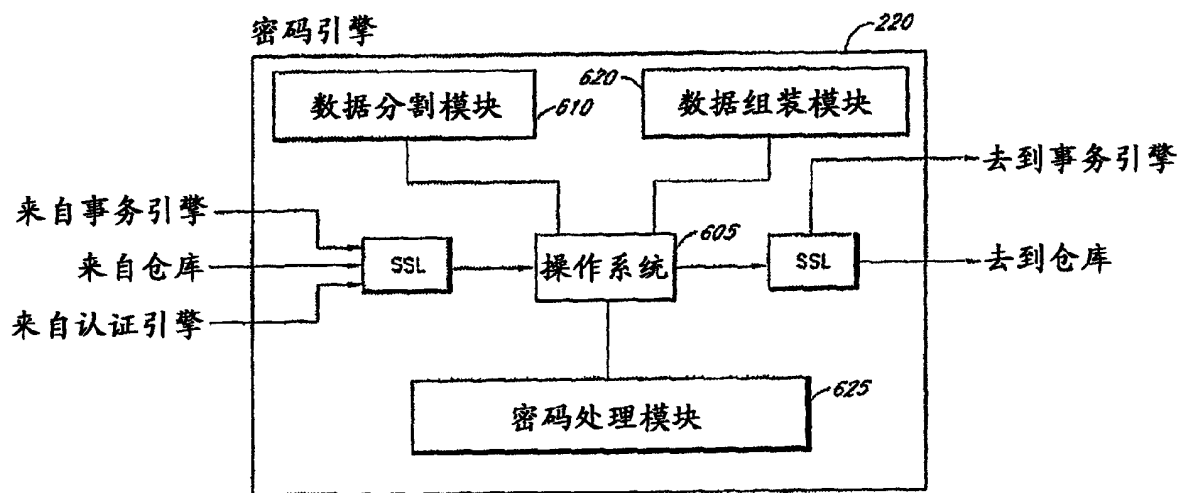 密码引擎
220
数据分割模块
610
620
数据组装模块
去到事务引擎
来自事务引擎
来自仓库
来自认证引擎
SSL
操作系统
605
SSL
去到仓库
密码处理模块
625